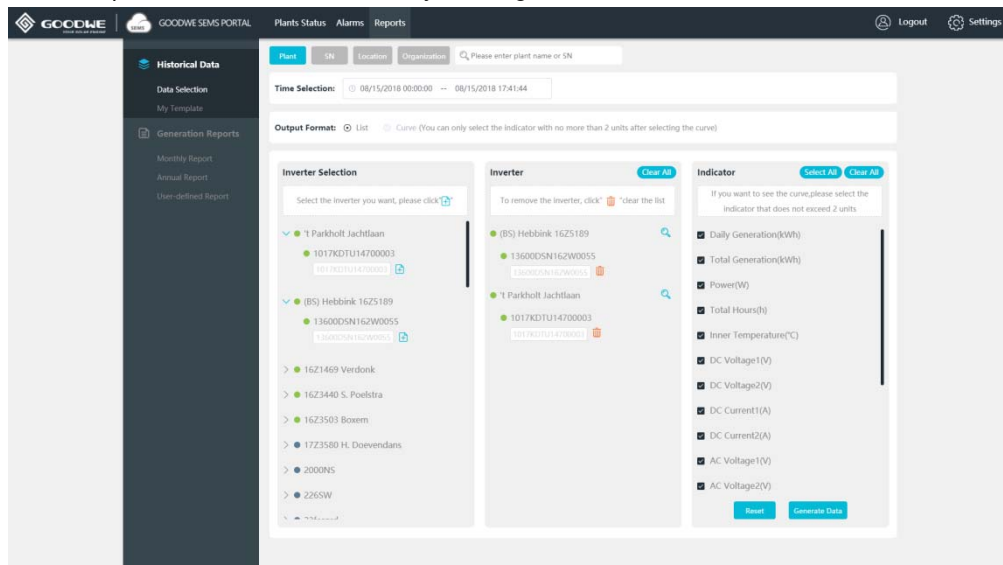 GOODWE
YOUR SOLAR ENGINE
SEMS
GOODWE SEMS PORTAL
Plants Status Alarms Reports
Logout Settings
Historical Data
Data Selection
My Template
Generation Reports
Monthly Report
Annual Report
User-defined Report
Plant SN Location Organization Please enter plant name or SN
Time Selection: 08/15/2018 00:00:00 — 08/15/2018 17:41:44
Output Format: List Curve (You can only select the indicator with no more than 2 units after selecting the curve)
Inverter Selection
Select the inverter you want, please click" "
't Parkholt Jachtlaan
1017KDTU14700003
1017KDTU14700003
(BS) Hebbink 16Z5189
13600DSN162W0055
13600DSN162W0055
16Z1469 Verdonk
16Z3440 S. Poelstra
16Z3503 Boxem
17Z3580 H. Doevendans
2000NS
226SW
Inverter Clear All
To remove the inverter, click" "clear the list
(BS) Hebbink 16Z5189
13600DSN162W0055
13600DSN162W0055
't Parkholt Jachtlaan
1017KDTU14700003
1017KDTU14700003
Indicator Select All Clear All
If you want to see the curve,please select the
indicator that does not exceed 2 units
Daily Generation(kWh)
Total Generation(kWh)
Power(W)
Total Hours(h)
Inner Temperature(℃)
DC Voltage1(V)
DC Voltage2(V)
DC Current1(A)
DC Current2(A)
AC Voltage1(V)
AC Voltage2(V)
Reset Generate Data